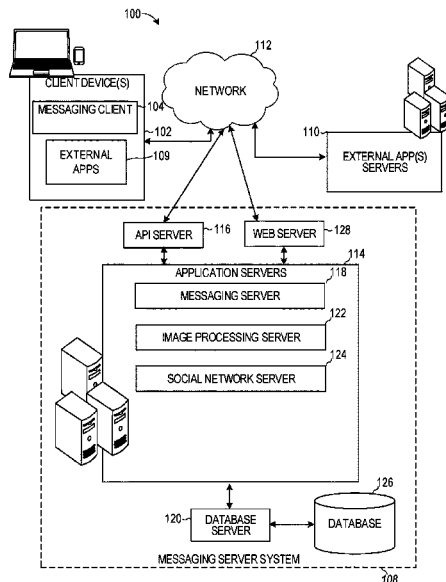 100
112
CLIENT DEVICE(S)
104
MESSAGING CLIENT
102
EXTERNAL
APPS
109
NETWORK
110
EXTERNAL APP(S)
SERVERS
API SERVER
116
WEB SERVER
128
114
APPLICATION SERVERS
118
MESSAGING SERVER
122
IMAGE PROCESSING SERVER
124
SOCIAL NETWORK SERVER
126
120
DATABASE
SERVER
DATABASE
MESSAGING SERVER SYSTEM
108